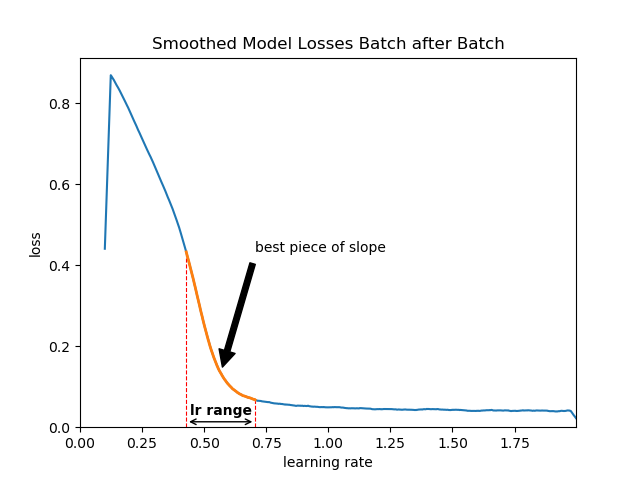 Smoothed Model Losses Batch after Batch
0.8
0.6
0.4
0.2
0.0
loss
best piece of slope
lr range
0.00 0.25 0.50 0.75 1.00 1.25 1.50 1.75
learning rate